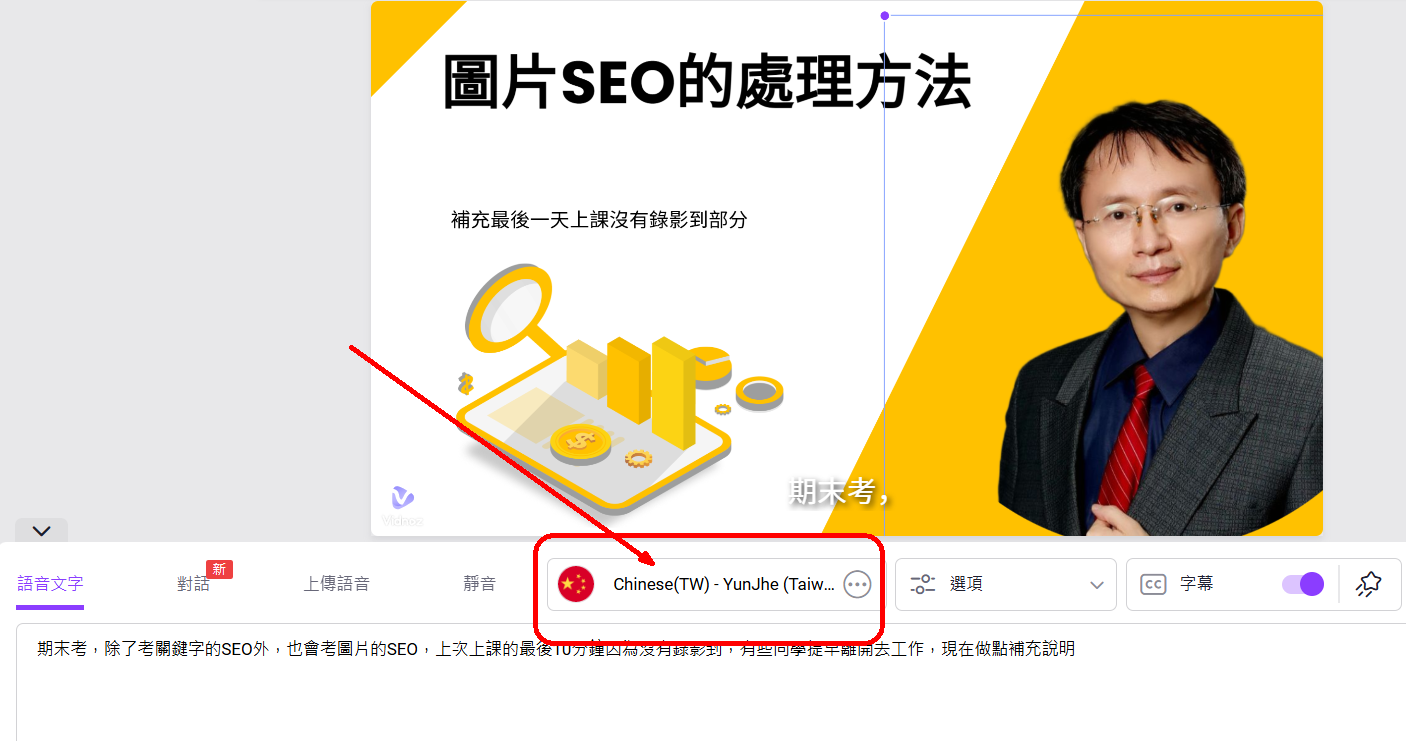 圖片SEO的處理方法
補充最後一天上課沒有錄影到部分
期末考,
Vidnoz
語音文字
對話
新
上傳語音
靜音
Chinese(TW) - YunJhe (Taiw...
選項
CC
字幕
期末考，除了考關鍵字的SEO外，也會考圖片的SEO，上次上課的最後10分鐘因為沒有錄影到，有些同學提早離開去工作，現在做點補充說明